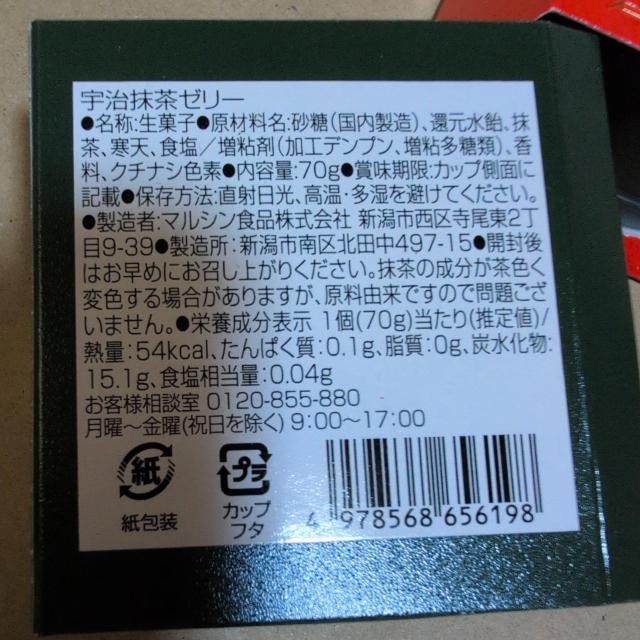 宇治抹茶ゼリー
●名称:生菓子●原材料名:砂糖(国内製造)、還元水飴、抹
茶、寒天、食塩/増粘剤(加工デンプン、増粘多糖類)、香
料、クチナシ色素●内容量:70g●賞味期限:カップ側面に
記載●保存方法:直射日光、高温・多湿を避けてください。
●製造者:マルシン食品株式会社 新潟市西区寺尾東2丁
目9-39●製造所:新潟市南区北田中497-15●開封後
はお早めにお召し上がりください。抹茶の成分が茶色く
変色する場合がありますが、原料由来ですので問題ござ
いません。●栄養成分表示 1個(70g)当たり(推定値)/
熱量:54kcal、たんぱく質:0.1g、脂質:0g、炭水化物:
15.1g、食塩相当量:0.04g
お客様相談室 0120-855-880
月曜～金曜(祝日を除く) 9:00～17:00
紙 プラ
紙包装 カップ
フタ
4 978568 656198